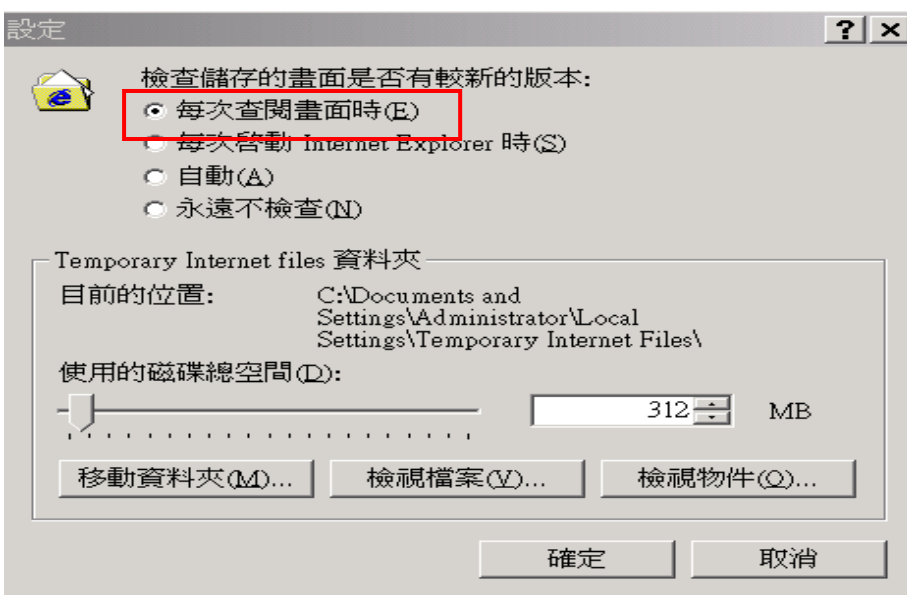 設定
檢查儲存的畫面是否有較新的版本:
每次查閱畫面時(E)
每次啓動 Internet Explorer 時(S)
自動(A)
永遠不檢查(N)
Temporary Internet files 資料夾
目前的位置:
C:\Documents and
Settings\Administrator\Local
Settings\Temporary Internet Files\
使用的磁碟總空間(D):
312 MB
移動資料夾(M)... 檢視檔案(V)... 檢視物件(O)...
確定 取消